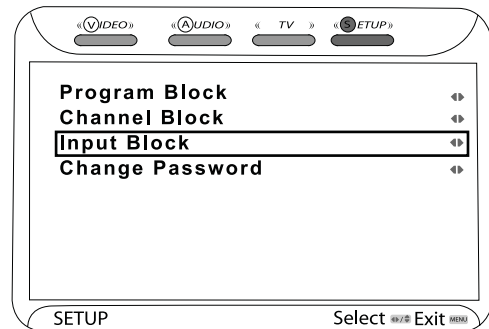 VIDEO AUDIO TV SETUP
Program Block
Channel Block
Input Block
Change Password
SETUP Select Exit MENU